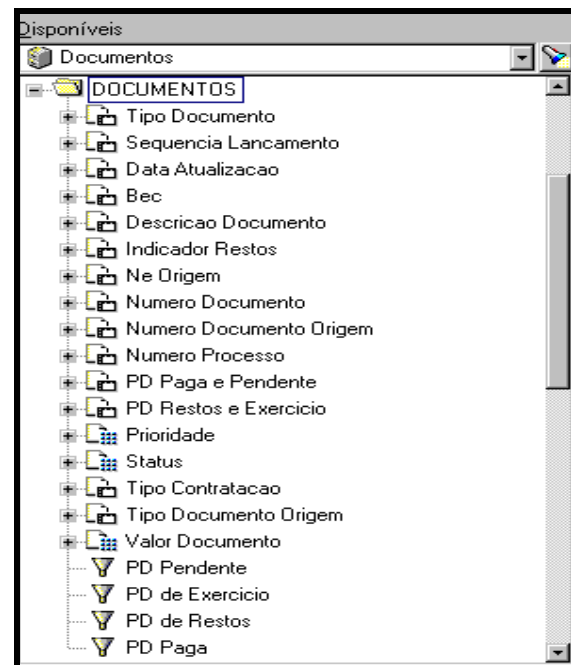 Disponíveis
Documentos
DOCUMENTOS
Tipo Documento
Sequencia Lancamento
Data Atualizacao
Bec
Descricao Documento
Indicador Restos
Ne Origem
Numero Documento
Numero Documento Origem
Numero Processo
PD Paga e Pendente
PD Restos e Exercicio
Prioridade
Status
Tipo Contratacao
Tipo Documento Origem
Valor Documento
PD Pendente
PD de Exercicio
PD de Restos
PD Paga